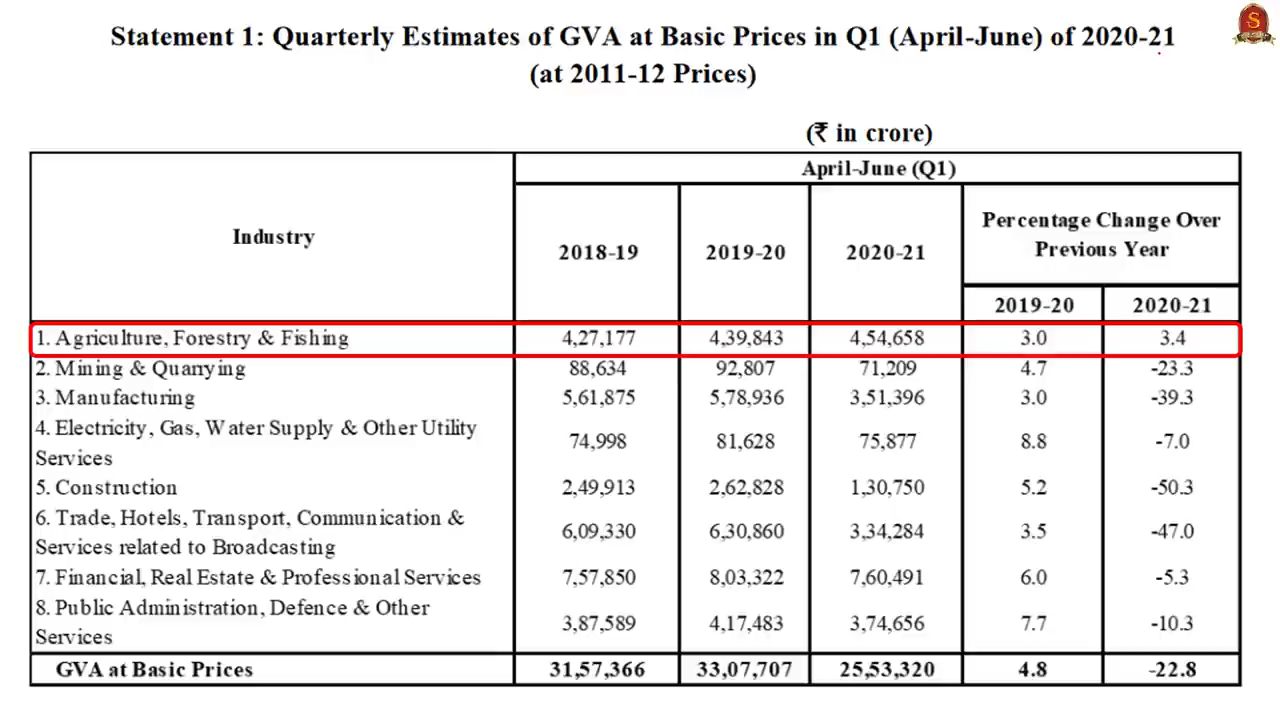 Statement 1: Quarterly Estimates of GVA at Basic Prices in Q1 (April-June) of 2020-21
(at 2011-12 Prices)
(₹ in crore)
Industry
April-June (Q1)
2018-19 2019-20 2020-21
Percentage Change Over
Previous Year
2019-20 2020-21
1. Agriculture, Forestry & Fishing 4,27,177 4,39,843 4,54,658 3.0 3.4
2. Mining & Quarrying 88,634 92,807 71,209 4.7 -23.3
3. Manufacturing 5,61,875 5,78,936 3,51,396 3.0 -39.3
4. Electricity, Gas, Water Supply & Other Utility
Services 74,998 81,628 75,877 8.8 -7.0
5. Construction 2,49,913 2,62,828 1,30,750 5.2 -50.3
6. Trade, Hotels, Transport, Communication &
Services related to Broadcasting 6,09,330 6,30,860 3,34,284 3.5 -47.0
7. Financial, Real Estate & Professional Services 7,57,850 8,03,322 7,60,491 6.0 -5.3
8. Public Administration, Defence & Other
Services 3,87,589 4,17,483 3,74,656 7.7 -10.3
GVA at Basic Prices 31,57,366 33,07,707 25,53,320 4.8 -22.8